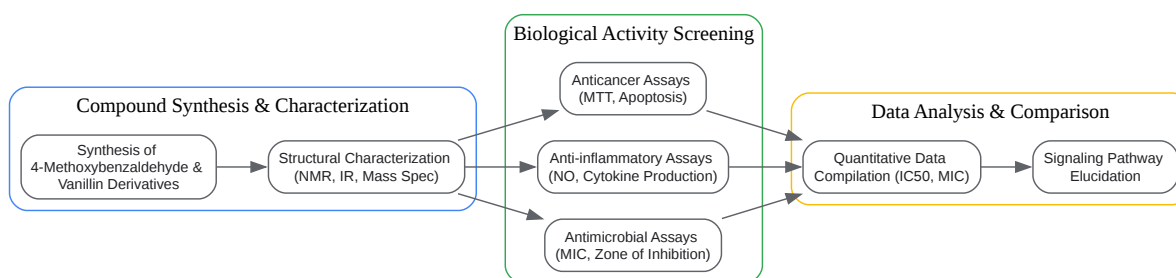 Compound Synthesis & Characterization
Synthesis of
4-Methoxybenzaldehyde &
Vanillin Derivatives
Structural Characterization
(NMR, IR, Mass Spec)
Biological Activity Screening
Anticancer Assays
(MTT, Apoptosis)
Anti-inflammatory Assays
(NO, Cytokine Production)
Antimicrobial Assays
(MIC, Zone of Inhibition)
Data Analysis & Comparison
Quantitative Data
Compilation (IC50, MIC)
Signaling Pathway
Elucidation